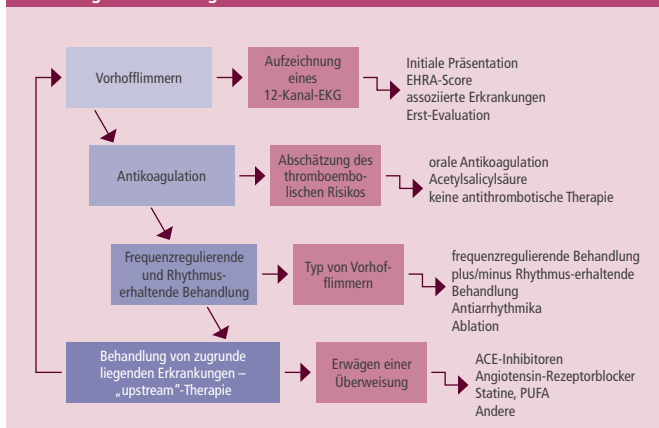 Vorhofflimmern
Aufzeichnung
eines
12-Kanal-EKG
Initiale Präsentation
EHRA-Score
assoziierte Erkrankungen
Erst-Evaluation
Antikoagulation
Abschätzung des
thromboembo-
lischen Risikos
orale Antikoagulation
Acetylsalicylsäure
keine antithrombotische Therapie
Frequenzregulierende
und Rhythmus-
erhaltende Behandlung
Typ von Vorhof-
flimmern
frequenzregulierende Behandlung
plus/minus Rhythmus-erhaltende
Behandlung
Antiarrhythmika
Ablation
Behandlung von zugrunde
liegenden Erkrankungen –
„upstream"-Therapie
Erwägen einer
Überweisung
ACE-Inhibitoren
Angiotensin-Rezeptorblocker
Statine, PUFA
Andere